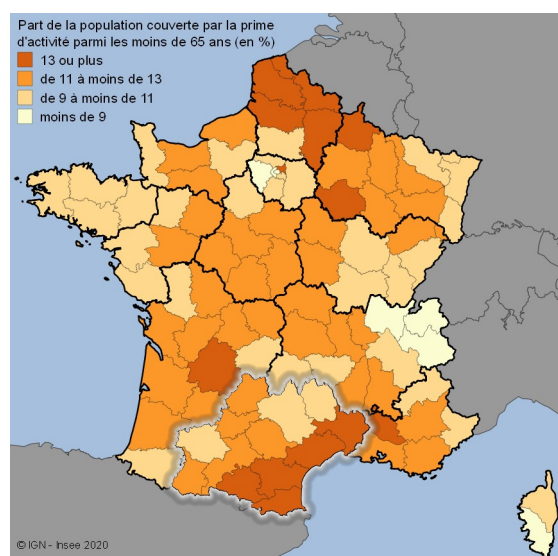 Part de la population couverte par la prime
d'activité parmi les moins de 65 ans (en %)
13 ou plus
de 11 à moins de 13
de 9 à moins de 11
moins de 9
© IGN - Insee 2020